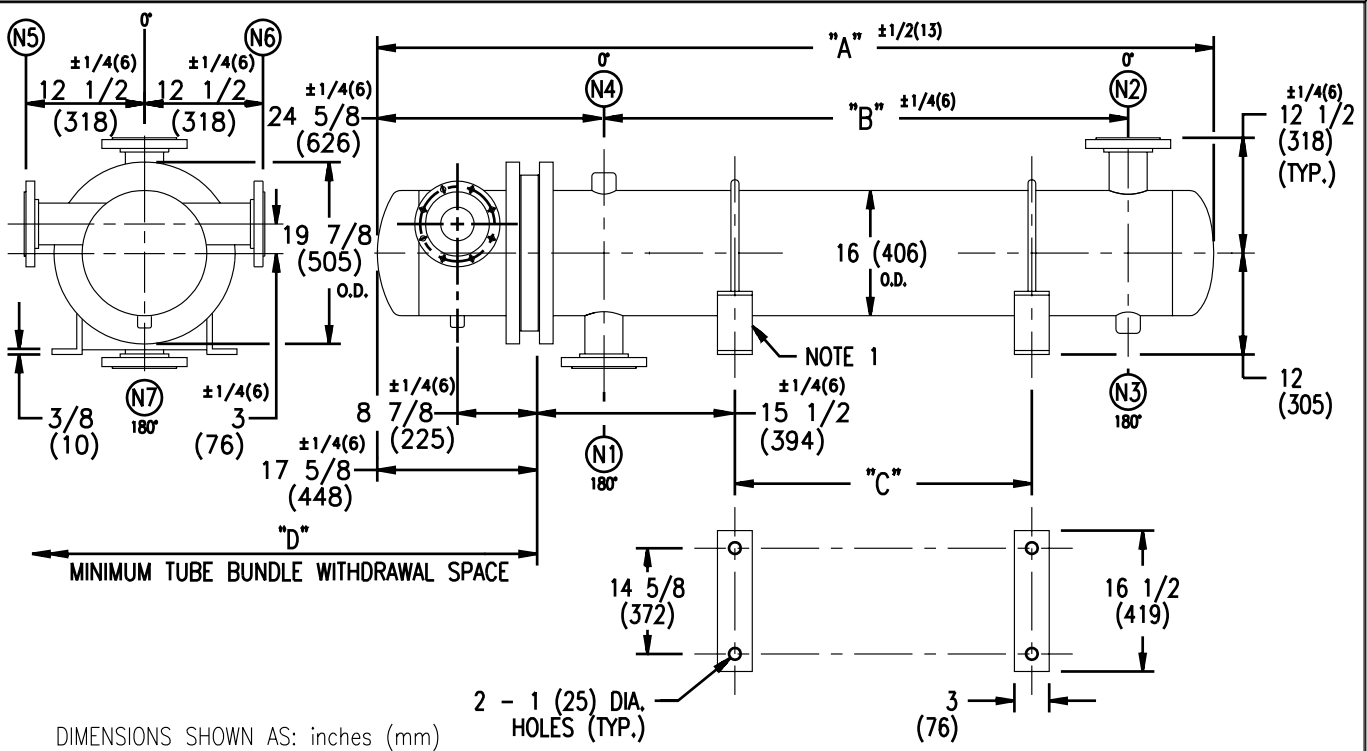 0°
N5
N6
±1/4(6)
12 1/2
(318)
±1/4(6)
12 1/2
(318)
±1/4(6)
24 5/8
(626)
"A" ±1/2(13)
0°
N4
"B" ±1/4(6)
0°
N2
±1/4(6)
12 1/2
(318)
(TYP.)
19 7/8
(505)
O.D.
16 (406)
O.D.
NOTE 1
3/8
(10)
N7
180°
±1/4(6)
3
(76)
±1/4(6)
8 7/8
(225)
±1/4(6)
15 1/2
(394)
N3
180°
12
(305)
±1/4(6)
17 5/8
(448)
N1
180°
"C"
"D"
MINIMUM TUBE BUNDLE WITHDRAWAL SPACE
14 5/8
(372)
16 1/2
(419)
2 - 1 (25) DIA.
HOLES (TYP.)
3
(76)
DIMENSIONS SHOWN AS: inches (mm)